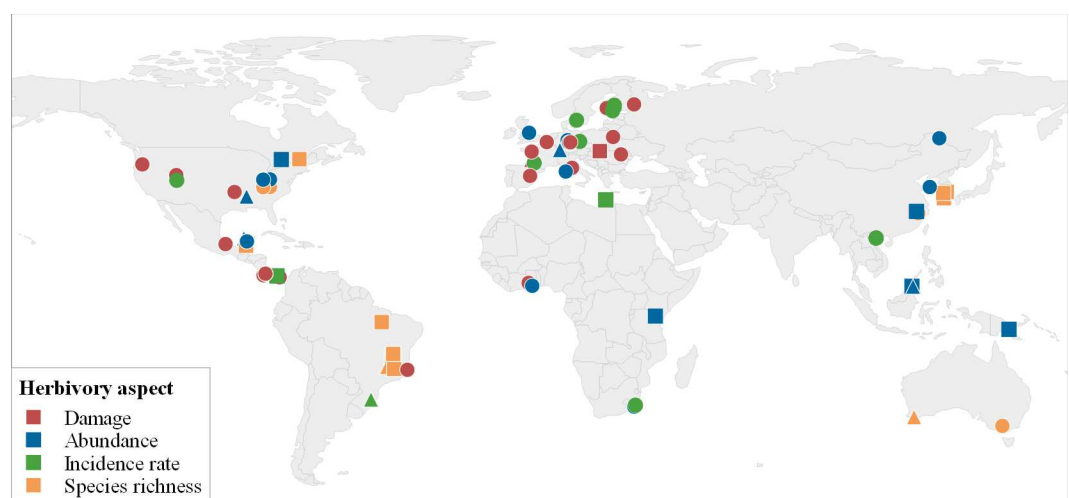 Herbivory aspect
Damage
Abundance
Incidence rate
Species richness